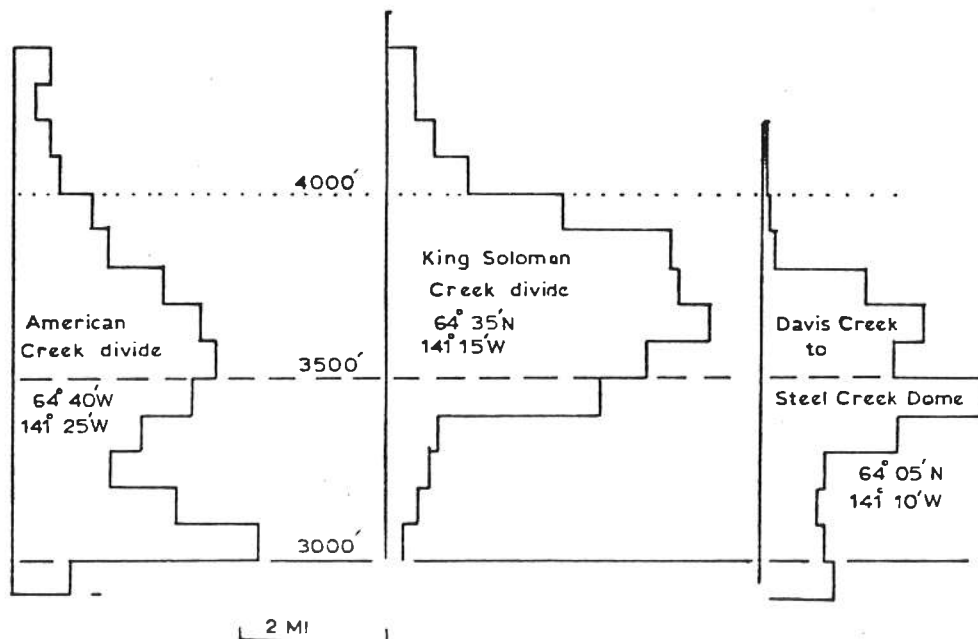 4000′
King Soloman
Creek divide
64° 35′N
141° 15′W
American
Creek divide
Davis Creek
to
3500′
64° 40′W
141° 25′W
Steel Creek Dome
64° 05′N
141° 10′W
3000′
2 MI